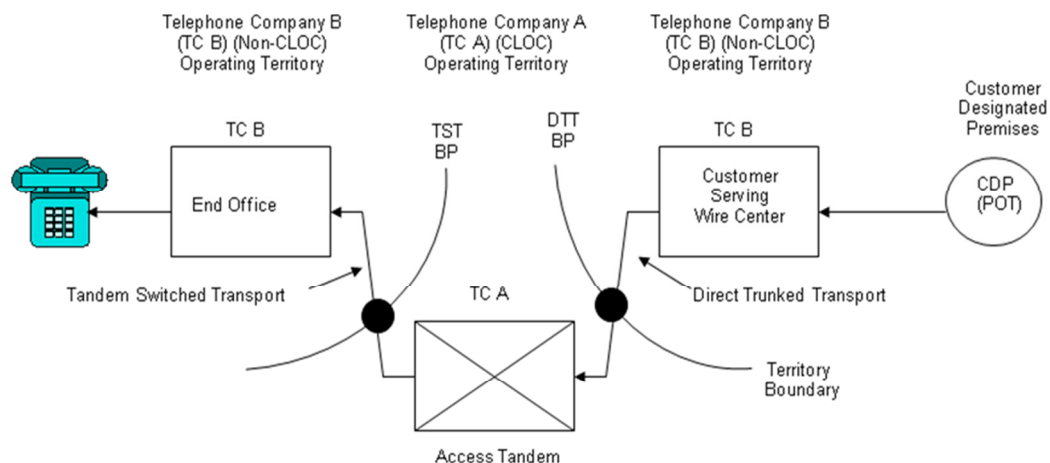 Telephone Company B
(TC B) (Non-CLOC)
Operating Territory
Telephone Company A
(TC A) (CLOC)
Operating Territory
Telephone Company B
(TC B) (Non-CLOC)
Operating Territory
Customer
Designated
Premises
TC B
TST
BP
DTT
BP
TC B
End Office
Customer
Serving
Wire Center
CDP
(POT)
Tandem Switched Transport
TC A
Direct Trunked Transport
Territory
Boundary
Access Tandem